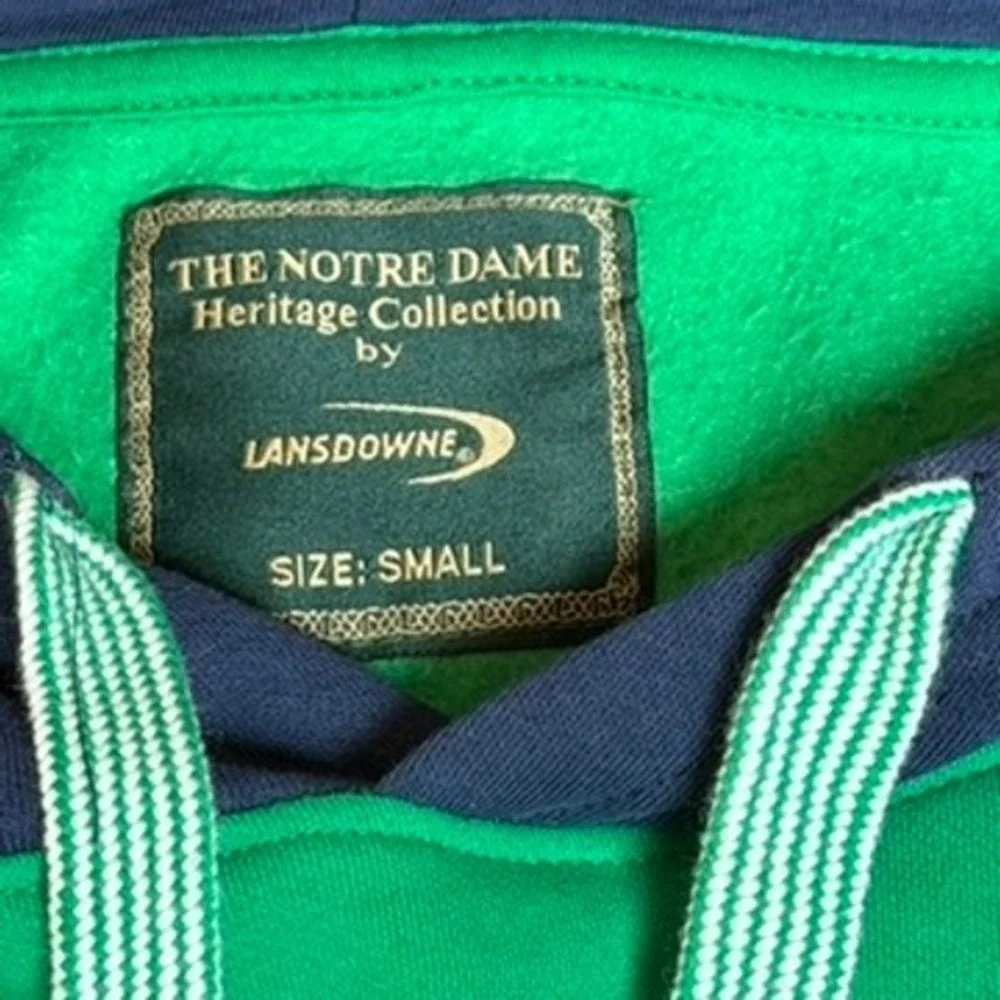 THE NOTRE DAME
Heritage Collection
by
LANSDOWNE®
SIZE: SMALL